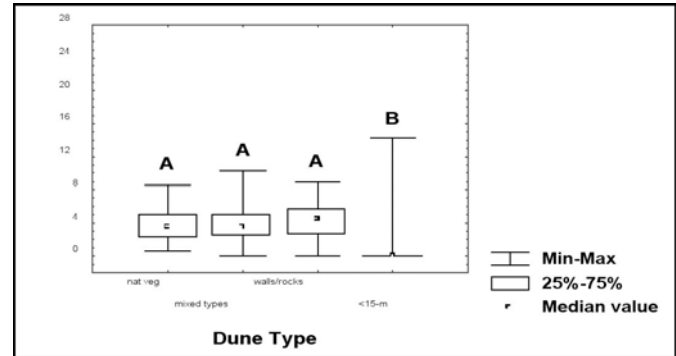 28
24
20
16
12
8
4
0
A
A
A
B
nat veg
walls/rocks
mixed types
<15-m
Min-Max
25%-75%
Median value
Dune Type